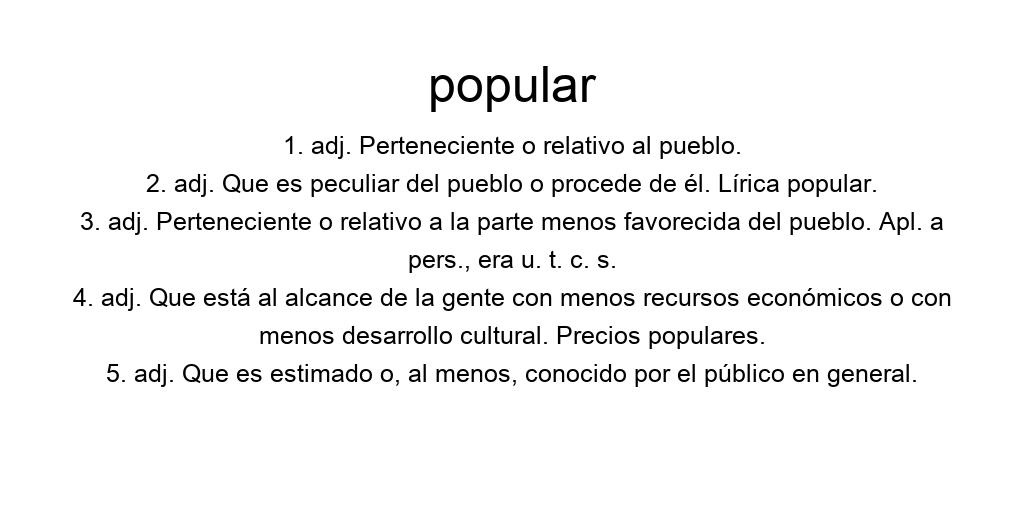 popular
1. adj. Perteneciente o relativo al pueblo.
2. adj. Que es peculiar del pueblo o procede de él. Lírica popular.
3. adj. Perteneciente o relativo a la parte menos favorecida del pueblo. Apl. a
pers., era u. t. c. s.
4. adj. Que está al alcance de la gente con menos recursos económicos o con
menos desarrollo cultural. Precios populares.
5. adj. Que es estimado o, al menos, conocido por el público en general.